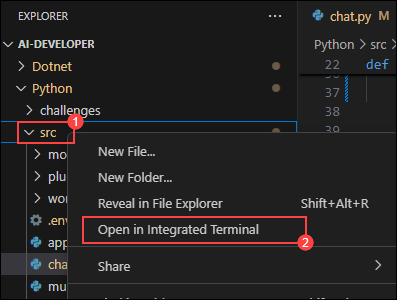 EXPLORER
chat.py
AI-DEVELOPER
Python > src
Dotnet
22 def
Python
36
37
challenges
38
src
1
39
mo
New File...
plu
New Folder...
wor
Reveal in File Explorer Shift+Alt+R
.env
Open in Integrated Terminal
2
app
cha
Share
mu